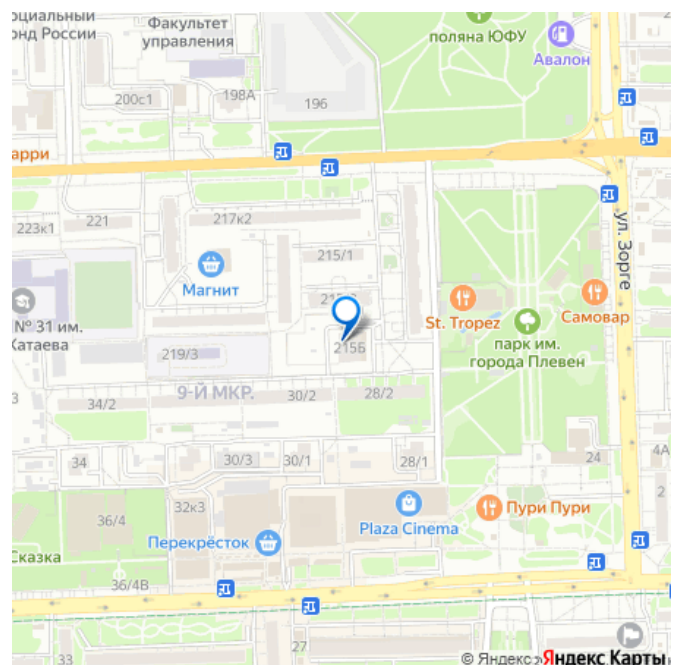 оциальный
онд России
Факультет
управления
поляна ЮФУ
Авалон
200с1
198А
196
арри
223к1
221
217к2
215/1
Магнит
ул. Зорге
№ 31 им.
Катаева
219/3
215Б
St. Tropez
Самовар
парк им.
города Плевен
9-Й МКР.
3
34/2
30/2
28/2
34
30/3
30/1
28/1
24
4А
2
32к3
36/4
Plaza Cinema
Пури Пури
Перекрёсток
Сказка
36/4В
33
27
© Яндекс
Яндекс Карты